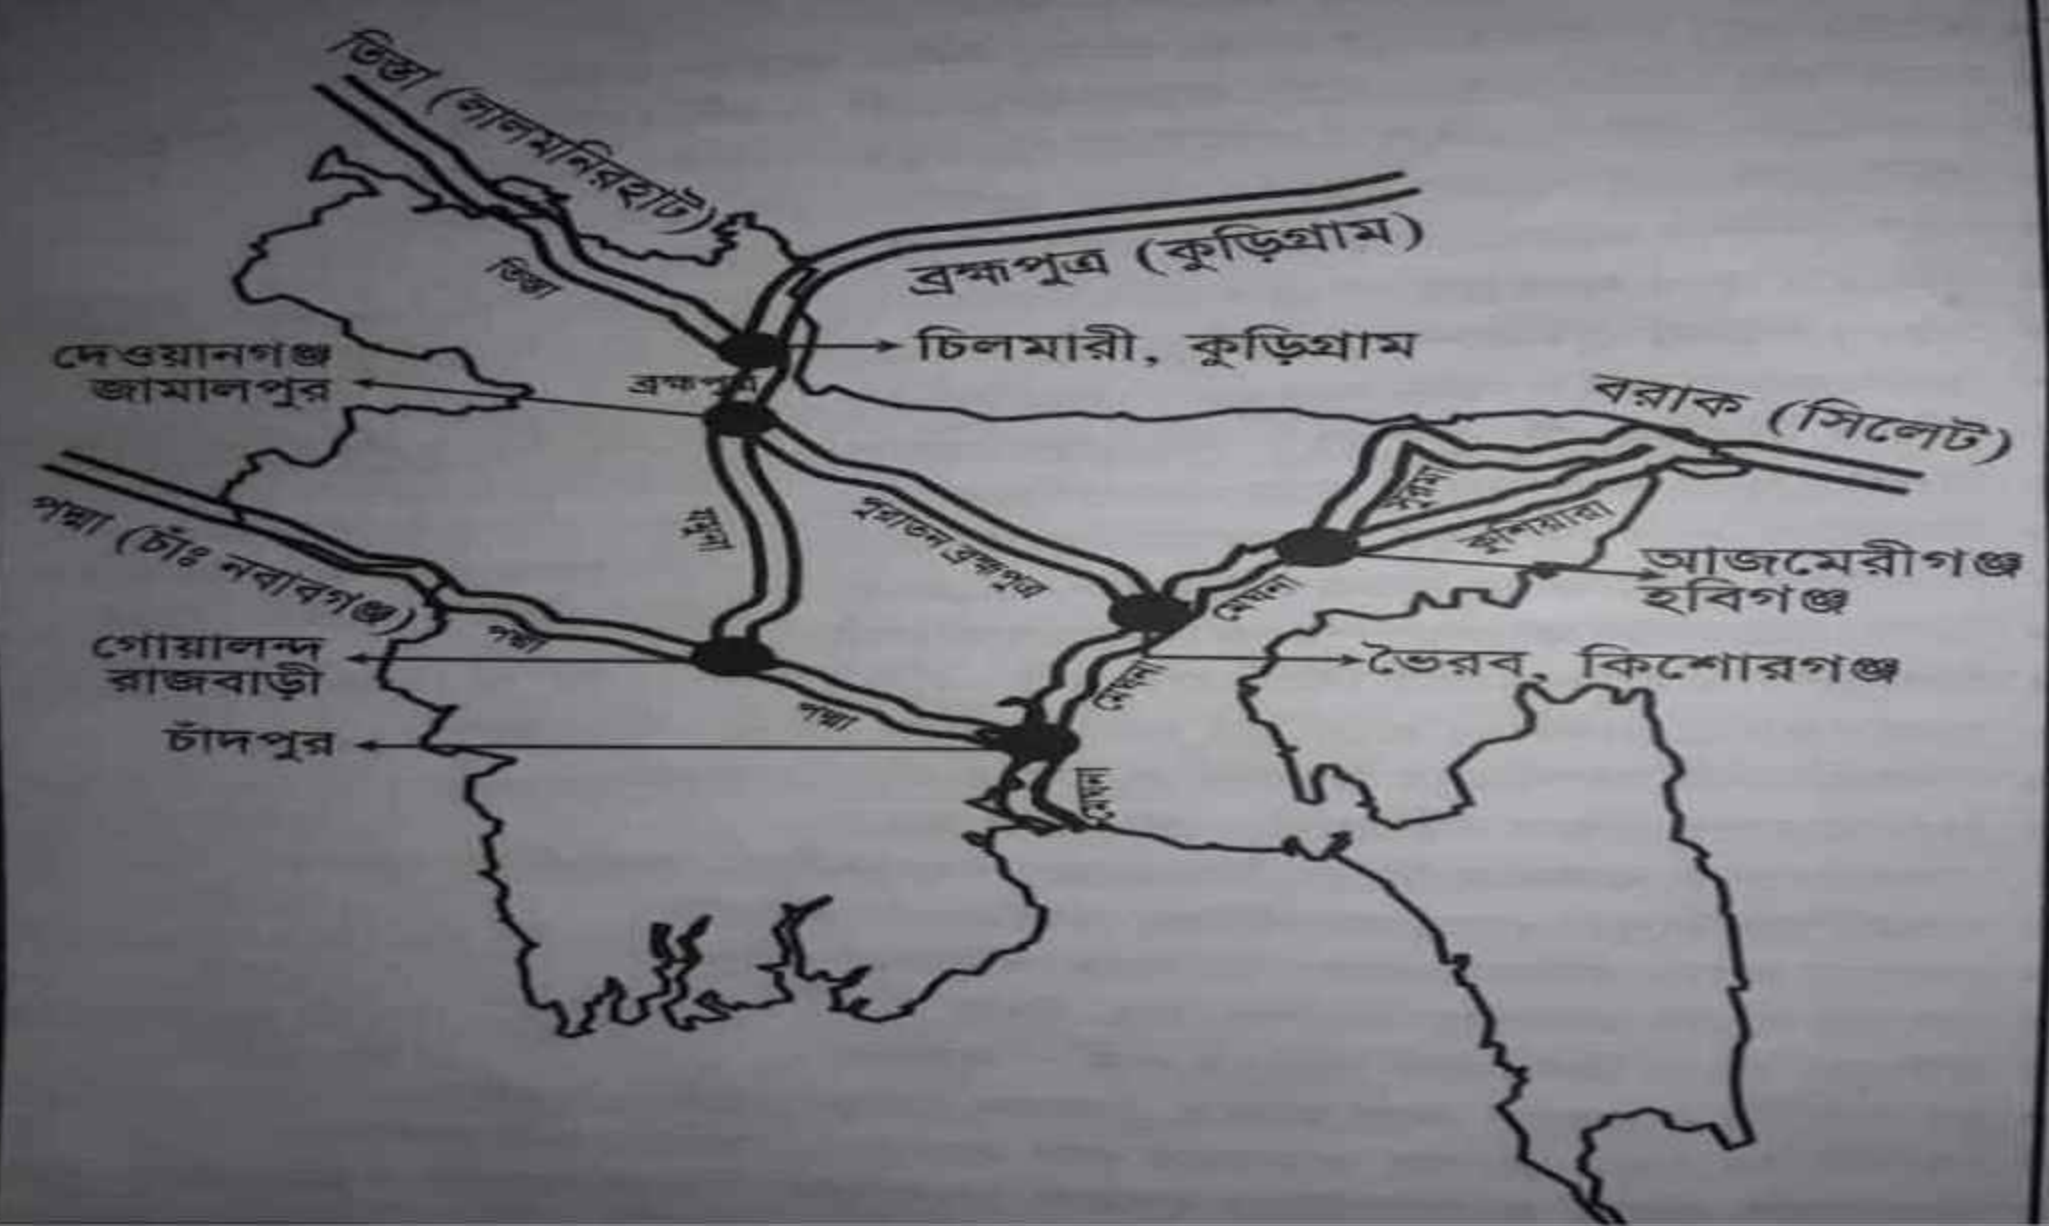 তিস্তা (লালমনিরহাট)
ব্রহ্মপুত্র (কুড়িগ্রাম)
তিস্তা
চিলমারী, কুড়িগ্রাম
দেওয়ানগঞ্জ
জামালপুর
ব্রহ্মপুত্র
বরাক (সিলেট)
পদ্মা (চাঁঃ নবাবগঞ্জ)
যমুনা
পুরাতন ব্রহ্মপুত্র
সুরমা
কুশিয়ারা
আজমেরীগঞ্জ
হবিগঞ্জ
মেঘনা
পদ্মা
গোয়ালন্দ
রাজবাড়ী
ভৈরব, কিশোরগঞ্জ
মেঘনা
পদ্মা
চাঁদপুর
মেঘনা